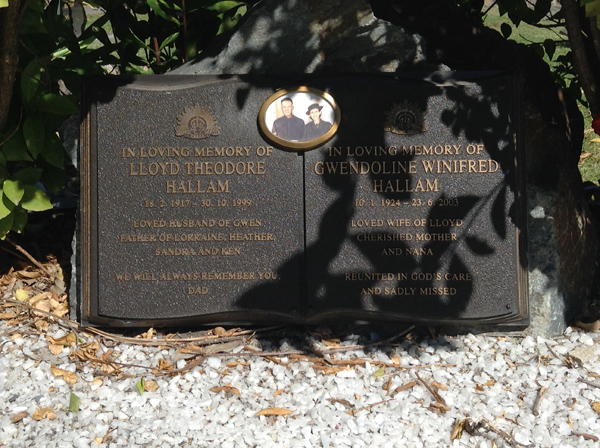 IN LOVING MEMORY OF
LLOYD THEODORE
HALLAM
18. 2. 1917 - 30. 10. 1999
LOVED HUSBAND OF GWEN,
FATHER OF LORRAINE, HEATHER,
SANDRA AND KEN
WE WILL ALWAYS REMEMBER YOU,
DAD
IN LOVING MEMORY OF
GWENDOLINE WINIFRED
HALLAM
10. 1. 1924 - 23. 6. 2003
LOVED WIFE OF LLOYD
CHERISHED MOTHER
AND NANA
REUNITED IN GOD'S CARE
AND SADLY MISSED